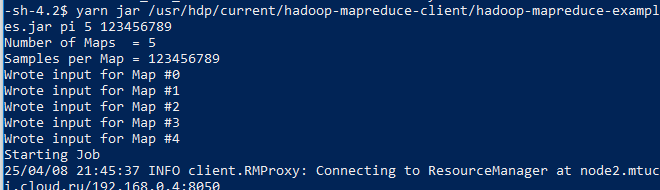 -sh-4.2$ yarn jar /usr/hdp/current/hadoop-mapreduce-client/hadoop-mapreduce-exampl
es.jar pi 5 123456789
Number of Maps  = 5
Samples per Map = 123456789
Wrote input for Map #0
Wrote input for Map #1
Wrote input for Map #2
Wrote input for Map #3
Wrote input for Map #4
Starting Job
25/04/08 21:45:37 INFO client.RMProxy: Connecting to ResourceManager at node2.mtuc
i.cloud.ru/192.168.0.4:8050